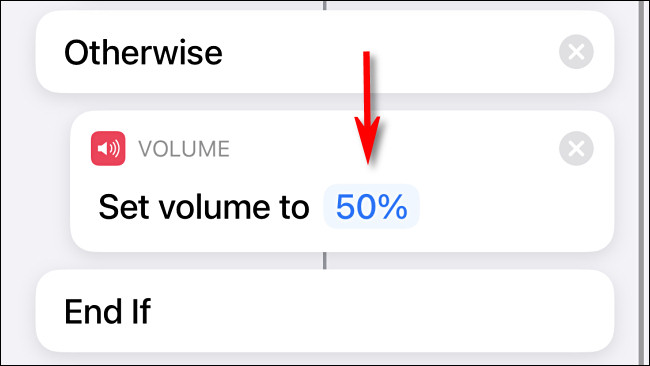 Otherwise
VOLUME
Set volume to 50%
End If